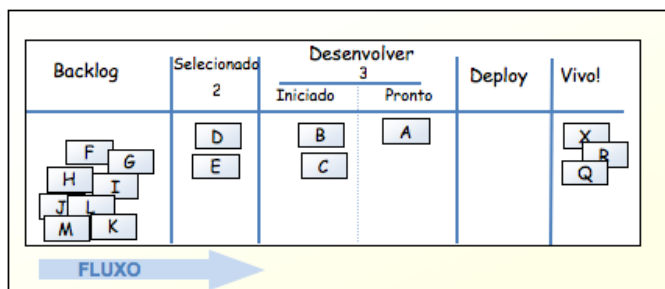 Backlog
Selecionado
2
Desenvolver
3
Iniciado
Pronto
Deploy
Vivo!
F
G
H
I
J
L
M
K
D
E
B
C
A
X
R
Q
FLUXO